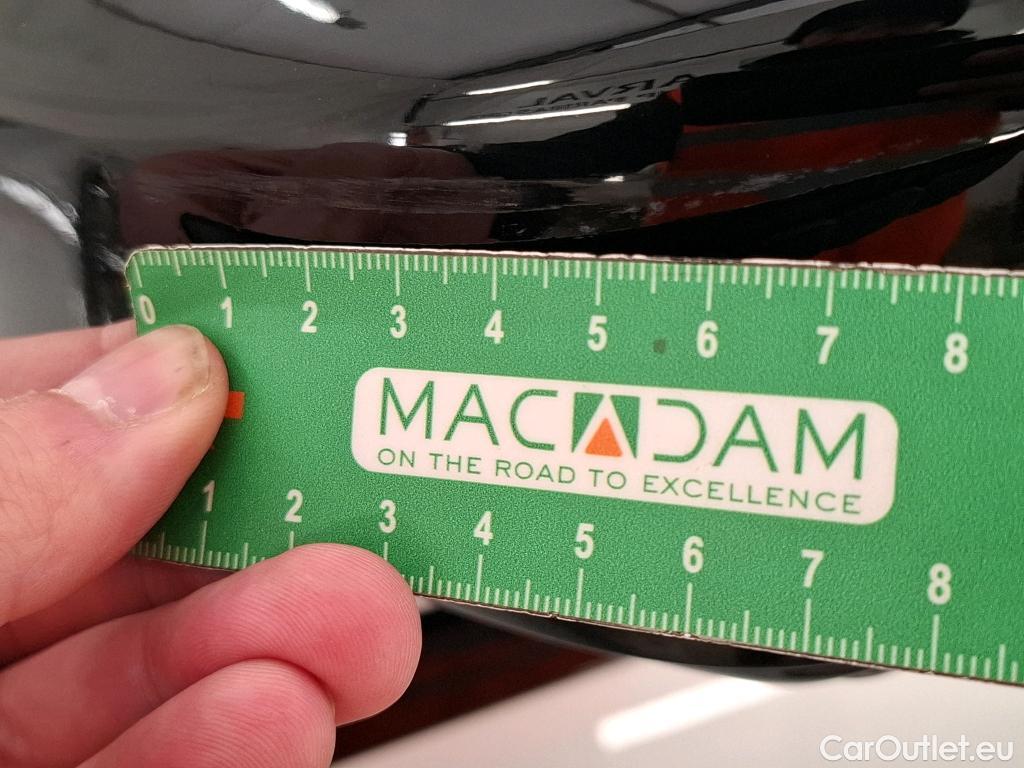 ARVAL
0 1 2 3 4 5 6 7 8
MACADAM
ON THE ROAD TO EXCELLENCE
1 2 3 4 5 6 7 8
CarOutlet.eu